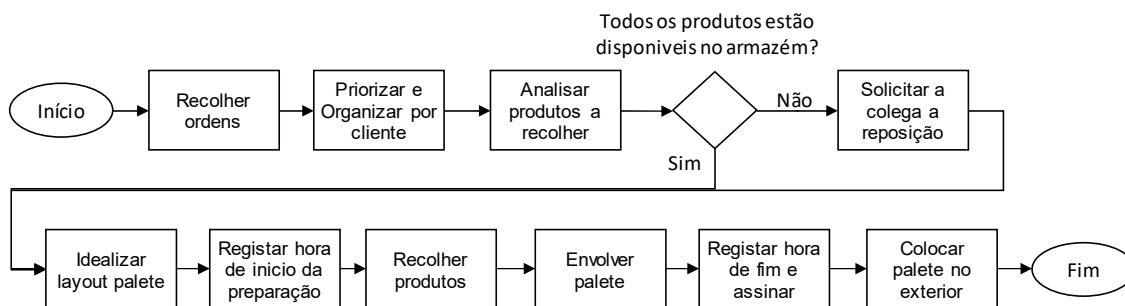 Todos os produtos estão
disponiveis no armazém?
Início
Recolher
ordens
Priorizar e
Organizar por
cliente
Analisar
produtos a
recolher
Não
Solicitar a
colega a
reposição
Sim
Idealizar
layout palete
Registar hora
de inicio da
preparação
Recolher
produtos
Envolver
palete
Registar hora
de fim e
assinar
Colocar
palete no
exterior
Fim